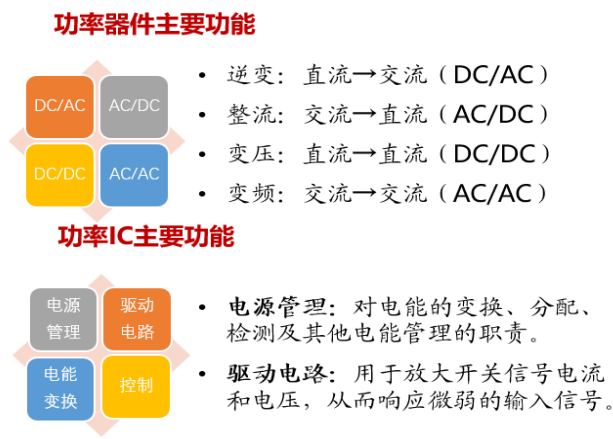 功率器件主要功能
DC/AC
AC/DC
DC/DC
AC/AC
• 逆变：直流→交流（DC/AC）
• 整流：交流→直流（AC/DC）
• 变压：直流→直流（DC/DC）
• 变频：交流→交流（AC/AC）
功率IC主要功能
电源
管理
驱动
电路
电能
变换
控制
• 电源管理：对电能的变换、分配、
检测及其他电能管理的职责。
• 驱动电路：用于放大开关信号电流
和电压，从而响应微弱的输入信号。